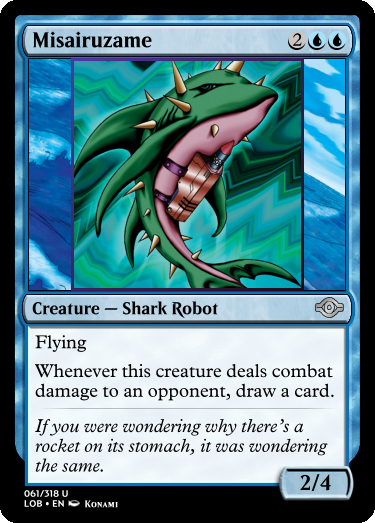 Misairuzame 2
Creature — Shark Robot
Flying
Whenever this creature deals combat
damage to an opponent, draw a card.
If you were wondering why there's a
rocket on its stomach, it was wondering
the same.
2/4
061/318 U
LOB • EN Konami